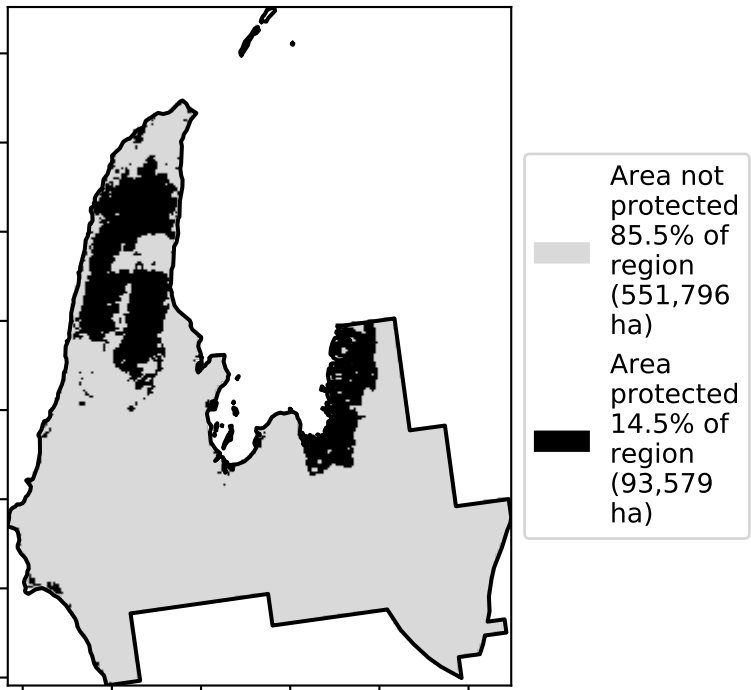 Area not
protected
85.5% of
region
(551,796
ha)
Area
protected
14.5% of
region
(93,579
ha)